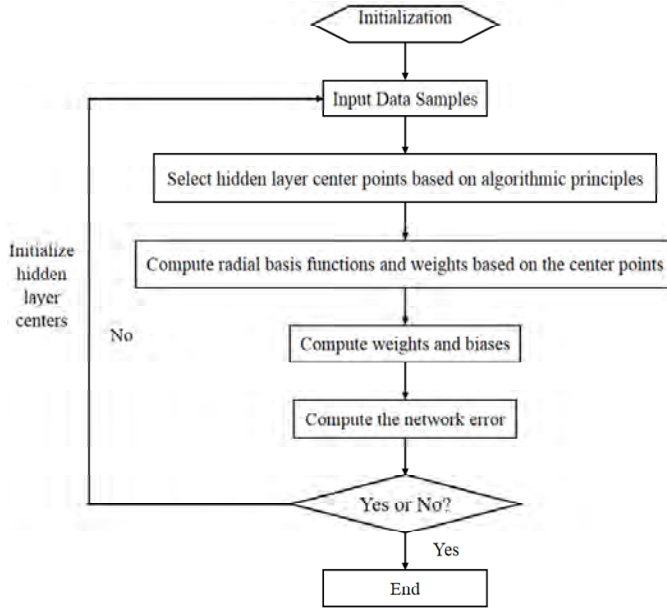 Initialization
Input Data Samples
Select hidden layer center points based on algorithmic principles
Compute radial basis functions and weights based on the center points
Initialize
hidden
layer
centers
No
Compute weights and biases
Compute the network error
Yes or No?
Yes
End